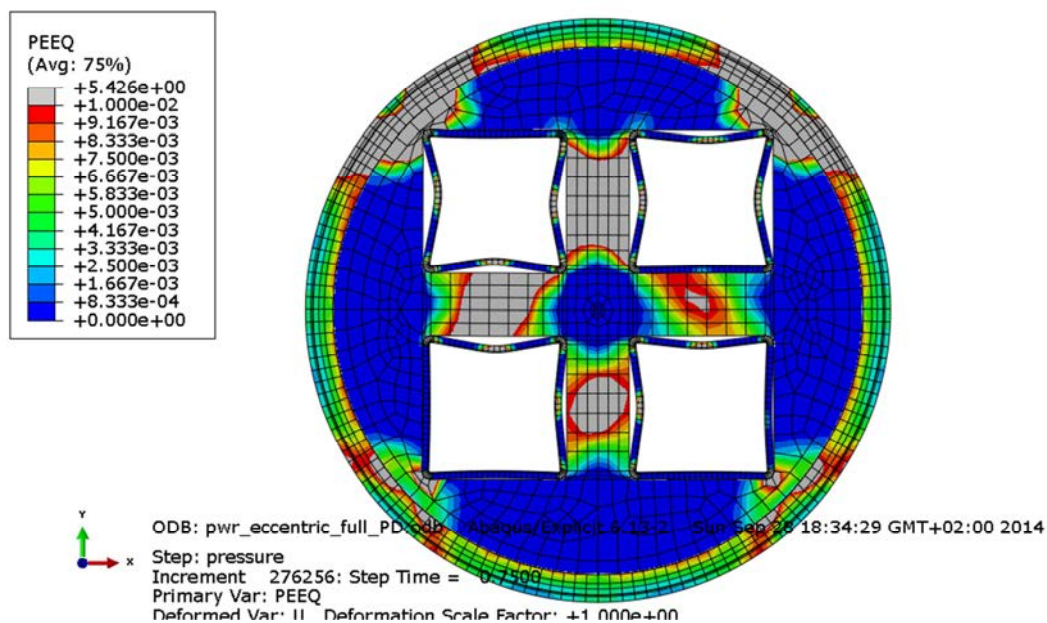 PEEQ
(Avg: 75%)
+5.426e+00
+1.000e-02
+9.167e-03
+8.333e-03
+7.500e-03
+6.667e-03
+5.833e-03
+5.000e-03
+4.167e-03
+3.333e-03
+2.500e-03
+1.667e-03
+8.333e-04
+0.000e+00
Y
X
ODB: pwr_eccentric_full_PD.odb Abaqus/Explicit 6.13-2 Sun Sep 28 18:34:29 GMT+02:00 2014
Step: pressure
Increment 276256: Step Time = 0.7500
Primary Var: PEEQ
Deformed Var: U Deformation Scale Factor: +1.000e+00